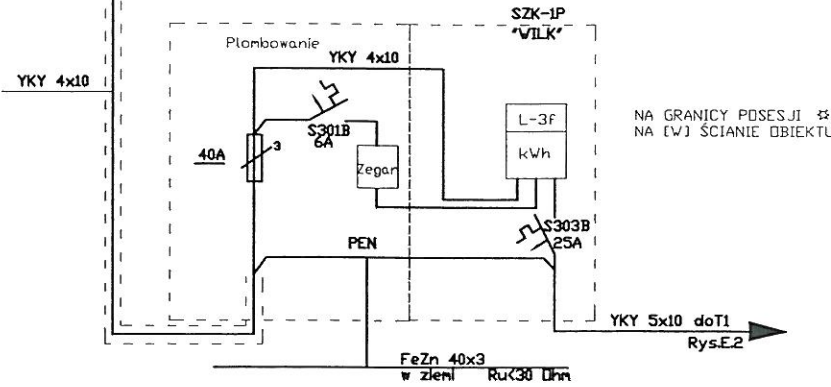 SZK-1P
"WILK"
Plombowanie
YKY 4x10
YKY 4x10
NA GRANICY POSESJI
NA [W] ŚCIANIE OBIEKTU
L-3f
kWh
S301B
6A
3
40A
Zegar
S303B
25A
PEN
YKY 5x10 doT1
Rys.E.2
FeZn 40x3
w ziemi Ru<30 Ohm